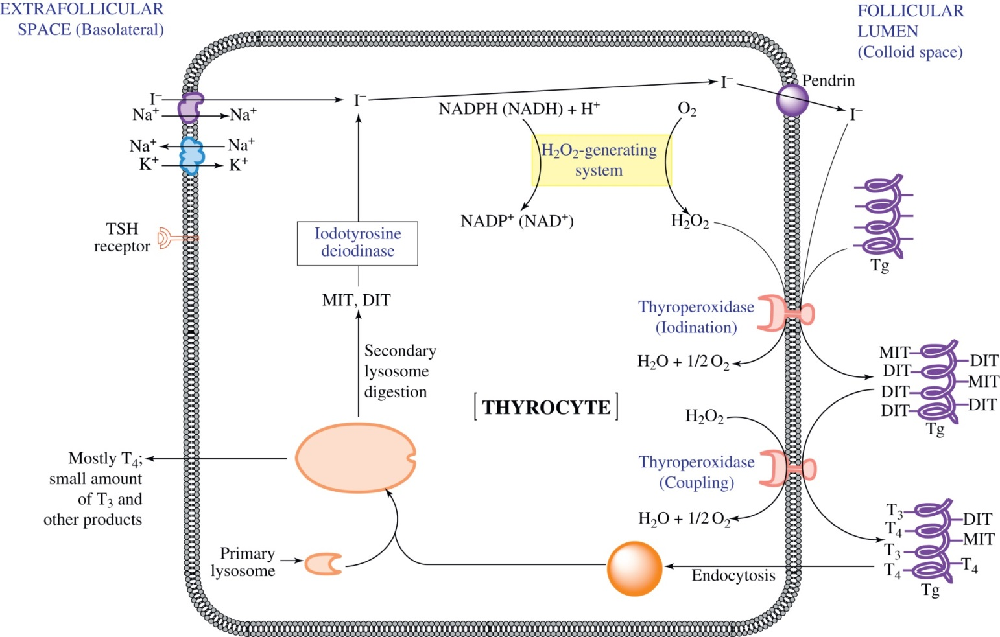 EXTRAFOLLICULAR
SPACE (Basolateral)
FOLLICULAR
LUMEN
(Colloid space)
I⁻
I⁻
I⁻
Pendrin
I⁻
Na⁺
Na⁺
Na⁺
Na⁺
K⁺
K⁺
NADPH (NADH) + H⁺
O₂
H₂O₂-generating
system
NADP⁺ (NAD⁺)
H₂O₂
TSH
receptor
Iodotyrosine
deiodinase
MIT, DIT
Tg
Thyroperoxidase
(Iodination)
H₂O + 1/2 O₂
Secondary
lysosome
digestion
[THYROCYTE]
MIT
DIT
DIT
MIT
DIT
DIT
DIT
Tg
H₂O₂
Thyroperoxidase
(Coupling)
H₂O + 1/2 O₂
Mostly T₄;
small amount
of T₃ and
other products
T₃
DIT
T₄
MIT
T₃
T₄
T₄
Tg
Primary
lysosome
Endocytosis